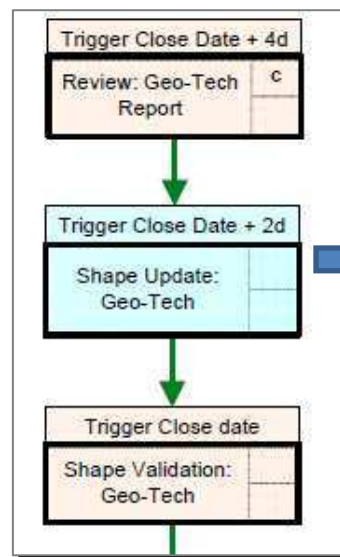 Trigger Close Date + 4d
Review: Geo-Tech
Report
c
Trigger Close Date + 2d
Shape Update:
Geo-Tech
Trigger Close date
Shape Validation:
Geo-Tech